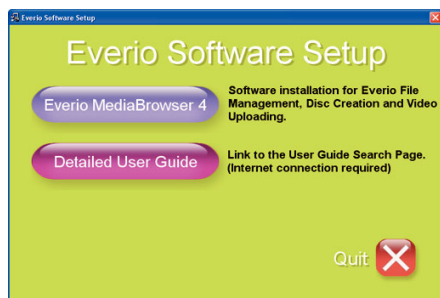 Everio Software Setup
Everio Software Setup
Everio MediaBrowser 4
Software installation for Everio File
Management, Disc Creation and Video
Uploading.
Detailed User Guide
Link to the User Guide Search Page.
(Internet connection required)
Quit